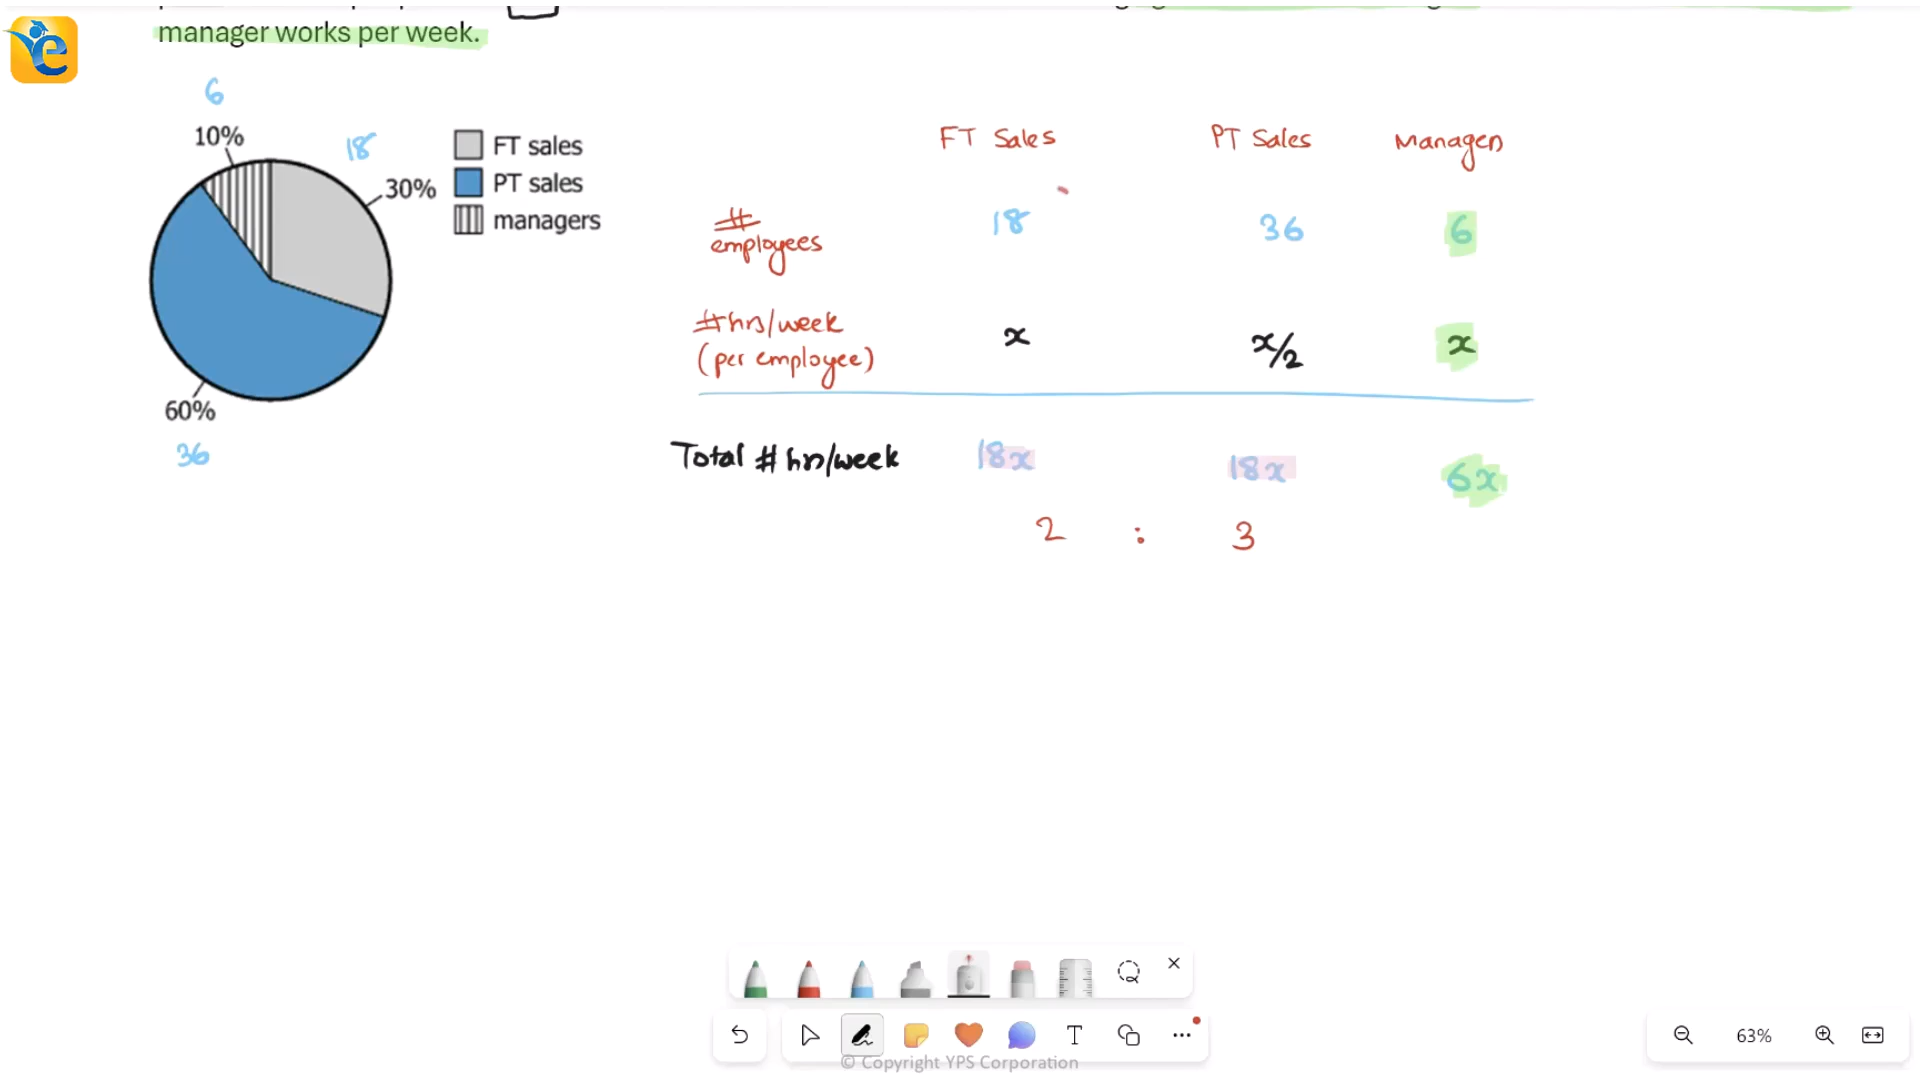 manager works per week.
6
10%
18
FT sales
30%
PT sales
managers
60%
36
FT Sales PT Sales Managers
#
employees
18 36 6
#hrs/week
(per employee)
x x/2 x
Total # hrs/week 18x 18x 6x
2 : 3
63%
© Copyright YPS Corporation